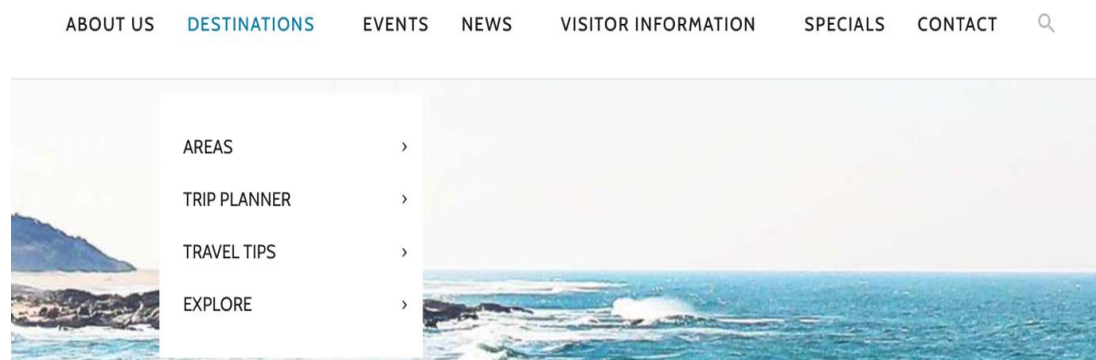 ABOUT US DESTINATIONS EVENTS NEWS VISITOR INFORMATION SPECIALS CONTACT
AREAS ›
TRIP PLANNER ›
TRAVEL TIPS ›
EXPLORE ›